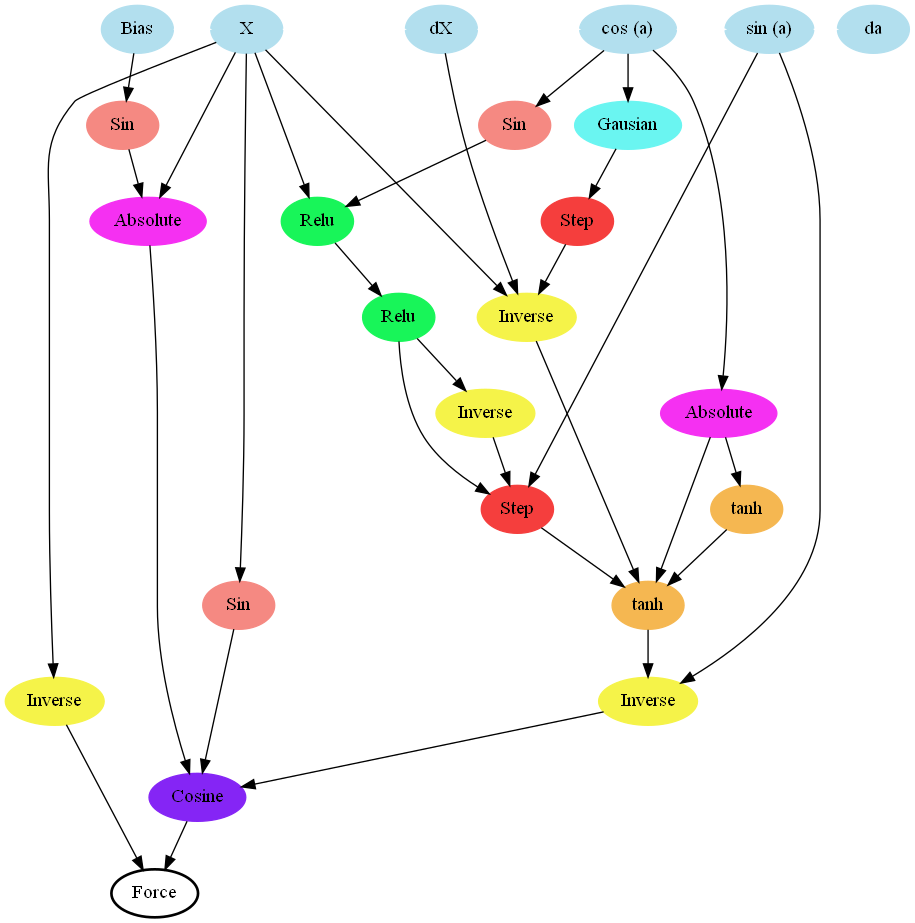 Bias
X
dX
cos (a)
sin (a)
da
Sin
Sin
Gausian
Absolute
Relu
Step
Relu
Inverse
Inverse
Absolute
Step
tanh
Sin
tanh
Inverse
Inverse
Cosine
Force